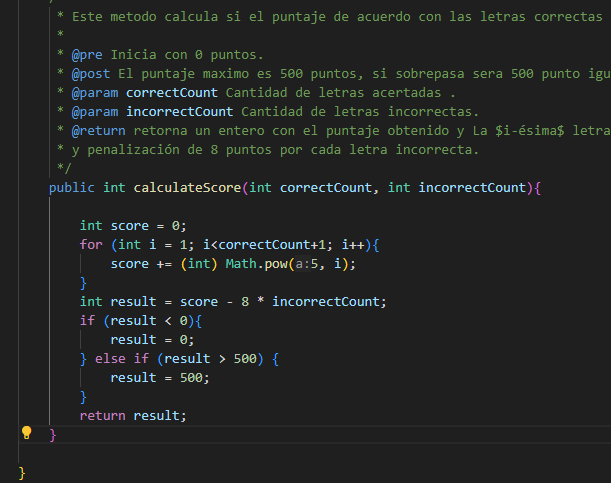 * Este metodo calcula si el puntaje de acuerdo con las letras correctas
*
* @pre Inicia con 0 puntos.
* @post El puntaje maximo es 500 puntos, si sobrepasa sera 500 punto igu
* @param correctCount Cantidad de letras acertadas .
* @param incorrectCount Cantidad de letras incorrectas.
* @return retorna un entero con el puntaje obtenido y La $i-ésima$ letra
* y penalización de 8 puntos por cada letra incorrecta.
*/
public int calculateScore(int correctCount, int incorrectCount){
int score = 0;
for (int i = 1; i<correctCount+1; i++){
score += (int) Math.pow(a:5, i);
}
int result = score - 8 * incorrectCount;
if (result < 0){
result = 0;
} else if (result > 500) {
result = 500;
}
return result;
}
}